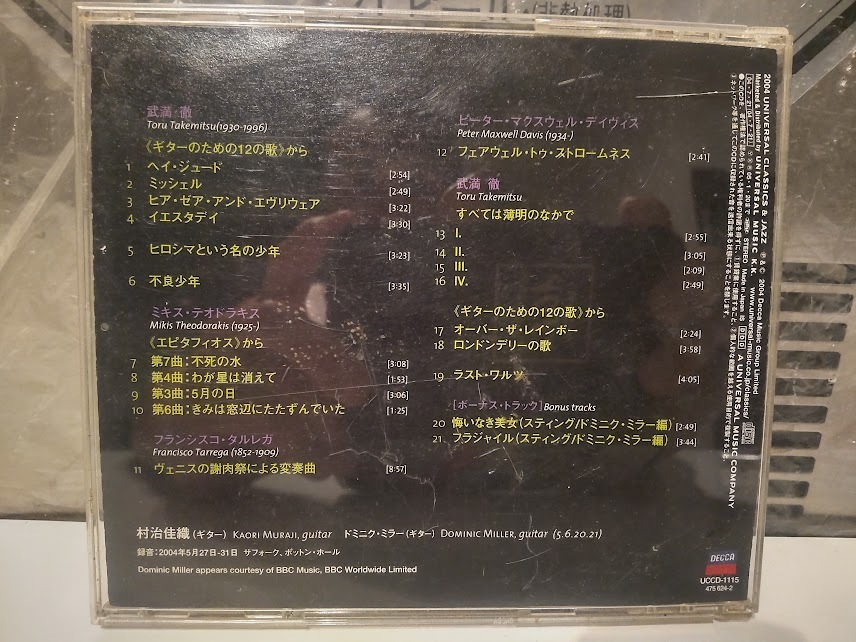 (非熱処理)
武満 徹
Toru Takemitsu(1930-1996)
《ギターのための12の歌》から
1 ヘイ・ジュード [2:54]
2 ミッシェル [2:49]
3 ヒア・ゼア・アンド・エヴリウェア [3:22]
4 イエスタデイ [3:30]
5 ヒロシマという名の少年 [3:23]
6 不良少年 [3:35]
ミキス・テオドラキス
Mikis Theodorakis (1925-)
《エピタフィオス》から
7 第7曲:不死の水 [3:08]
8 第4曲:わが星は消えて [1:53]
9 第3曲:5月の日 [3:06]
10 第6曲:きみは窓辺にたたずんでいた [1:25]
フランシスコ・タルレガ
Francisco Tarrega (1852-1909)
11 ヴェニスの謝肉祭による変奏曲 [8:57]
ピーター・マクスウェル・デイヴィス
Peter Maxwell Davis (1934-)
12 フェアウェル・トゥ・ストロームネス [2:41]
武満 徹
Toru Takemitsu
すべては薄明のなかで
13 I. [2:55]
14 II. [3:05]
15 III. [2:09]
16 IV. [2:49]
《ギターのための12の歌》から
17 オーバー・ザ・レインボー [2:24]
18 ロンドンデリーの歌 [3:58]
19 ラスト・ワルツ [4:05]
[ボーナス・トラック] Bonus tracks
20 悔いなき美女(スティング/ドミニク・ミラー編) [2:49]
21 フラジャイル(スティング/ドミニク・ミラー編) [3:44]
村治佳織(ギター) KAORI MURAJI, guitar ドミニク・ミラー(ギター) DOMINIC MILLER, guitar (5.6.20.21)
録音:2004年5月27日-31日 サフォーク、ポットン・ホール
Dominic Miller appears courtesy of BBC Music, BBC Worldwide Limited
DECCA
UCCD-1115
475 624-2
2004 UNIVERSAL CLASSICS & JAZZ ℗ & © 2004 Decca Music Group Limited
Marketed & Distributed by UNIVERSAL MUSIC K.K. www.universal-music.co.jp/classics/
STEREO Made in Japan DDD A UNIVERSAL MUSIC COMPANY